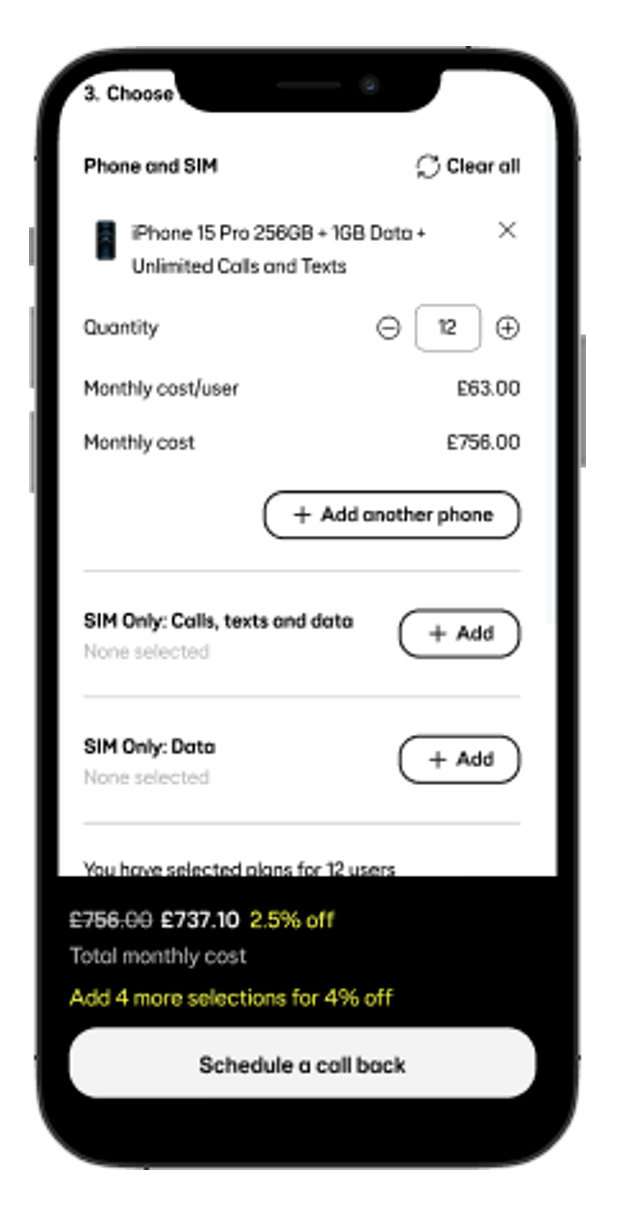 3. Choose
Phone and SIM
Clear all
iPhone 15 Pro 256GB + 1GB Data +
Unlimited Calls and Texts
Quantity
12
Monthly cost/user
£63.00
Monthly cost
£756.00
+ Add another phone
SIM Only: Calls, texts and data
None selected
+ Add
SIM Only: Data
None selected
+ Add
You have selected plans for 12 users
£756.00 £737.10 2.5% off
Total monthly cost
Add 4 more selections for 4% off
Schedule a call back